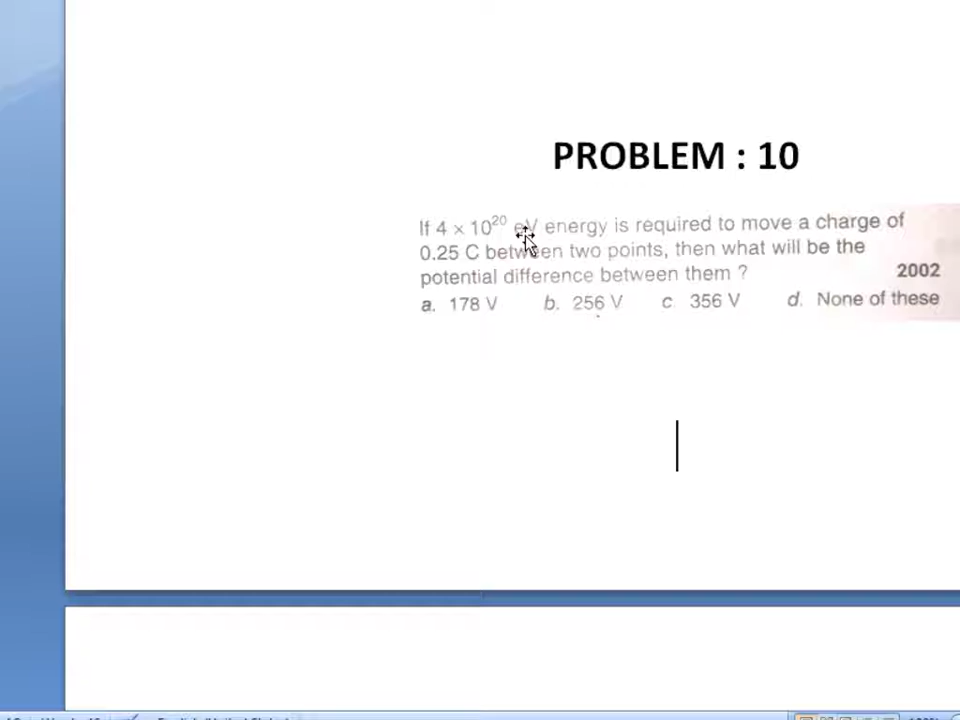 PROBLEM : 10
If 4 × 10²⁰ eV energy is required to move a charge of
0.25 C between two points, then what will be the
potential difference between them ?
2002
a. 178 V b. 256 V c. 356 V d. None of these